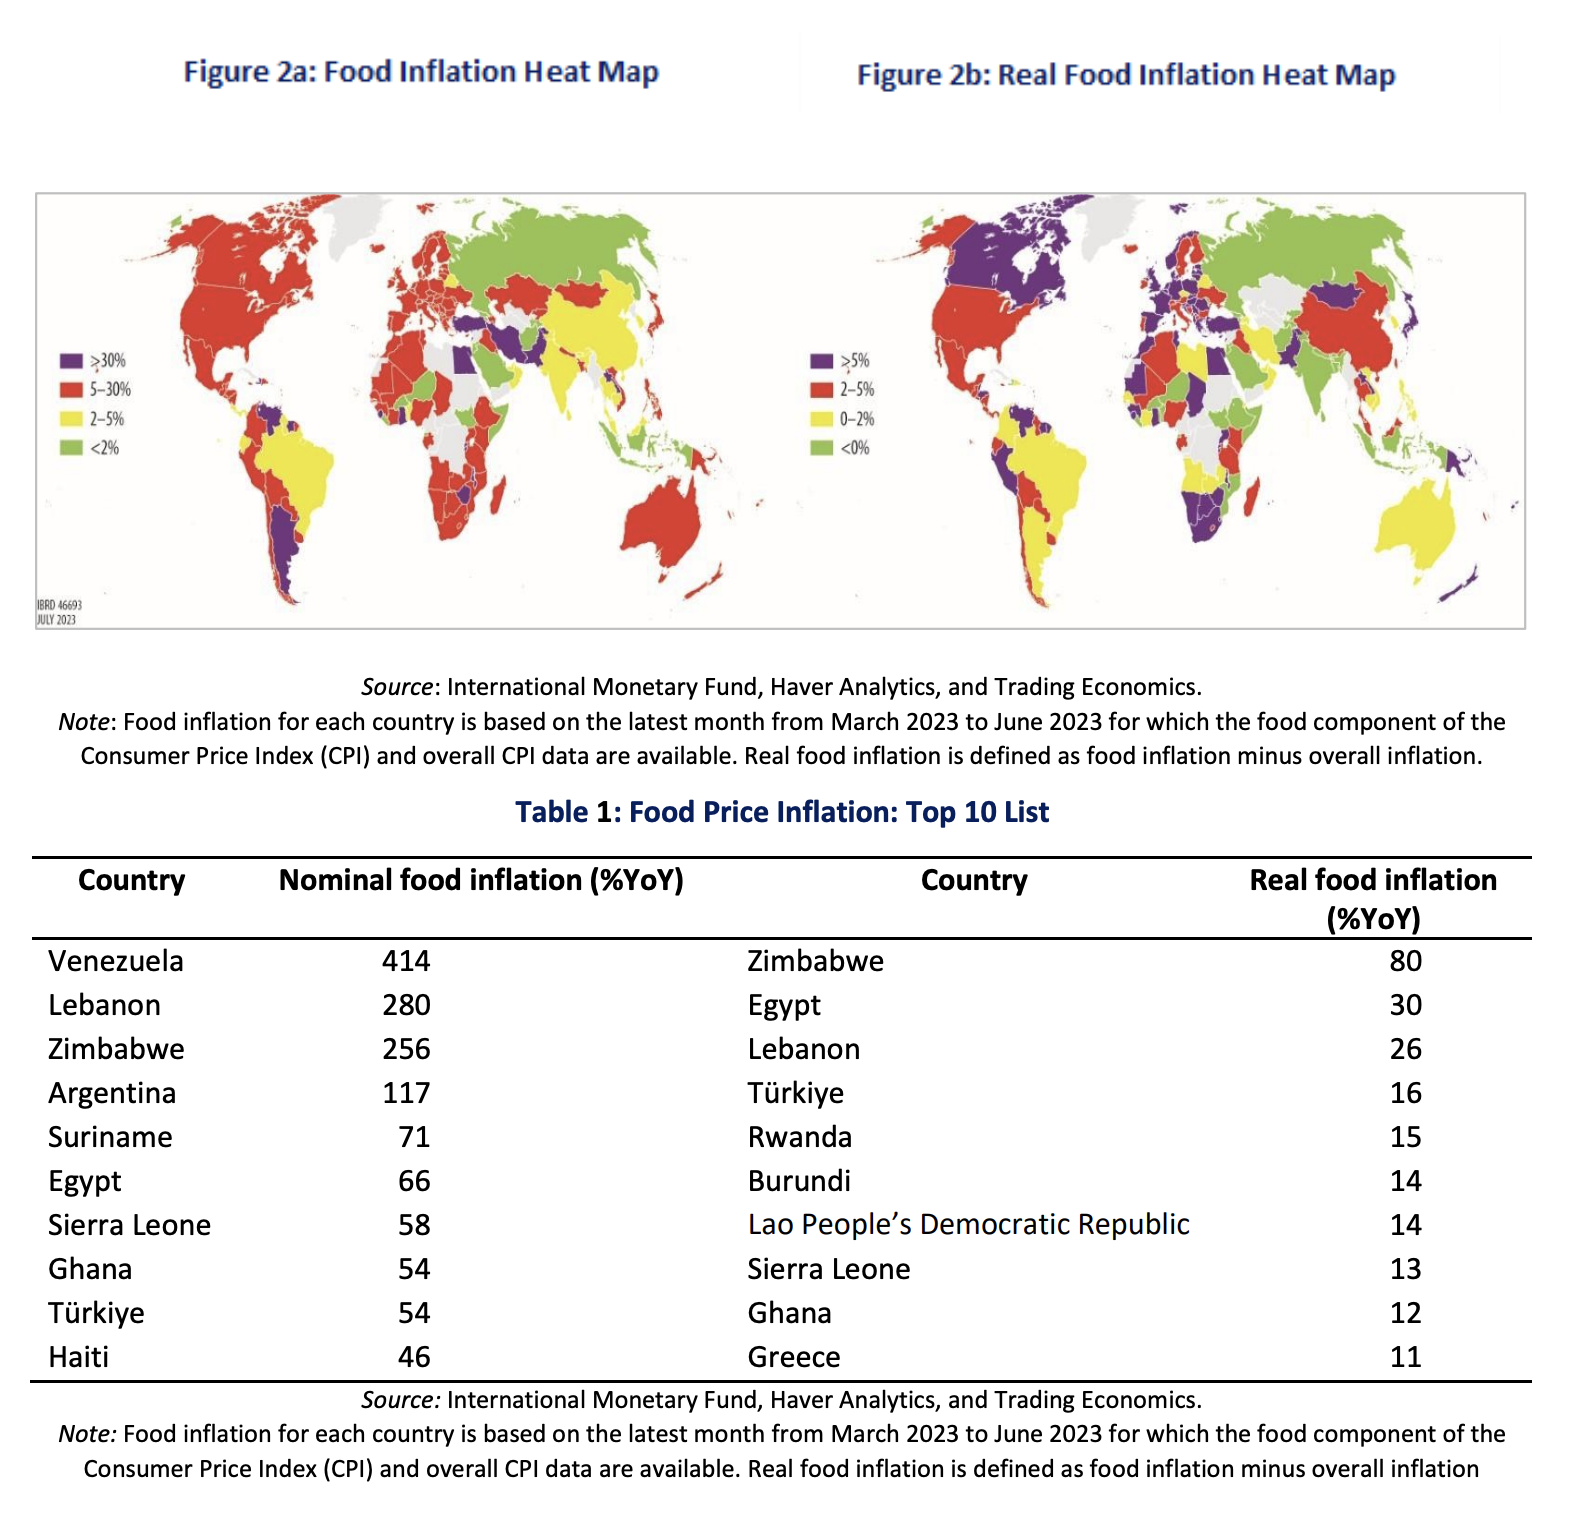 Figure 2a: Food Inflation Heat Map
Figure 2b: Real Food Inflation Heat Map
>30%
5–30%
2–5%
<2%
>5%
2–5%
0–2%
<0%
IBRD 46693
JULY 2023
Source: International Monetary Fund, Haver Analytics, and Trading Economics.
Note: Food inflation for each country is based on the latest month from March 2023 to June 2023 for which the food component of the
Consumer Price Index (CPI) and overall CPI data are available. Real food inflation is defined as food inflation minus overall inflation.
Table 1: Food Price Inflation: Top 10 List
Country Nominal food inflation (%YoY) Country Real food inflation
(%YoY)
Venezuela 414 Zimbabwe 80
Lebanon 280 Egypt 30
Zimbabwe 256 Lebanon 26
Argentina 117 Türkiye 16
Suriname 71 Rwanda 15
Egypt 66 Burundi 14
Sierra Leone 58 Lao People’s Democratic Republic 14
Ghana 54 Sierra Leone 13
Türkiye 54 Ghana 12
Haiti 46 Greece 11
Source: International Monetary Fund, Haver Analytics, and Trading Economics.
Note: Food inflation for each country is based on the latest month from March 2023 to June 2023 for which the food component of the
Consumer Price Index (CPI) and overall CPI data are available. Real food inflation is defined as food inflation minus overall inflation